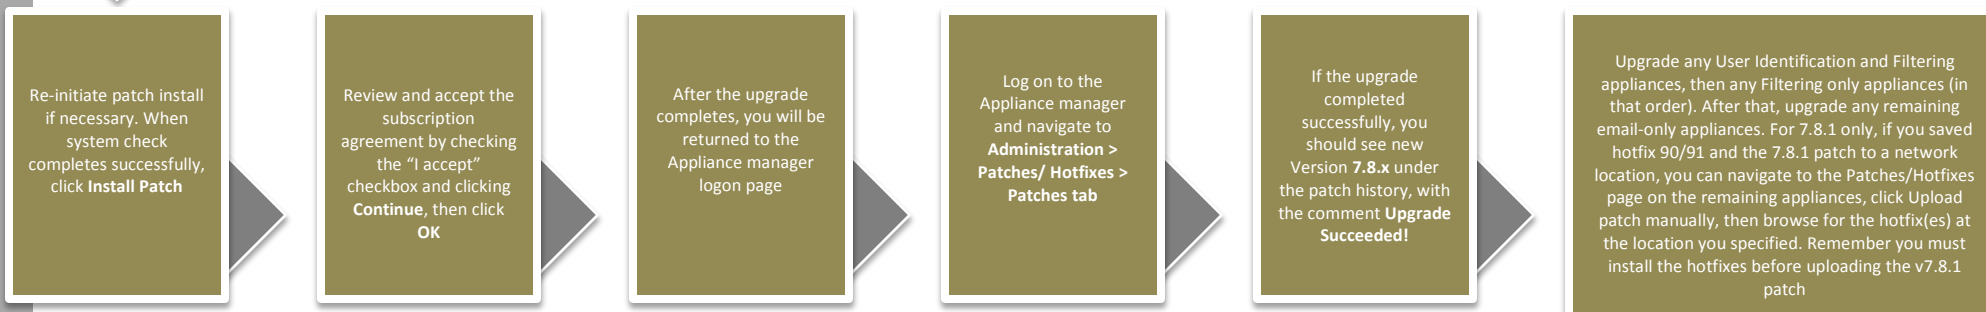 Re-initiate patch install
if necessary. When
system check
completes successfully,
click Install Patch
Review and accept the
subscription
agreement by checking
the “I accept”
checkbox and clicking
Continue, then click
OK
After the upgrade
completes, you will be
returned to the
Appliance manager
logon page
Log on to the
Appliance manager
and navigate to
Administration >
Patches/ Hotfixes >
Patches tab
If the upgrade
completed
successfully, you
should see new
Version 7.8.x under
the patch history, with
the comment Upgrade
Succeeded!
Upgrade any User Identification and Filtering
appliances, then any Filtering only appliances (in
that order). After that, upgrade any remaining
email-only appliances. For 7.8.1 only, if you saved
hotfix 90/91 and the 7.8.1 patch to a network
location, you can navigate to the Patches/Hotfixes
page on the remaining appliances, click Upload
patch manually, then browse for the hotfix(es) at
the location you specified. Remember you must
install the hotfixes before uploading the v7.8.1
patch